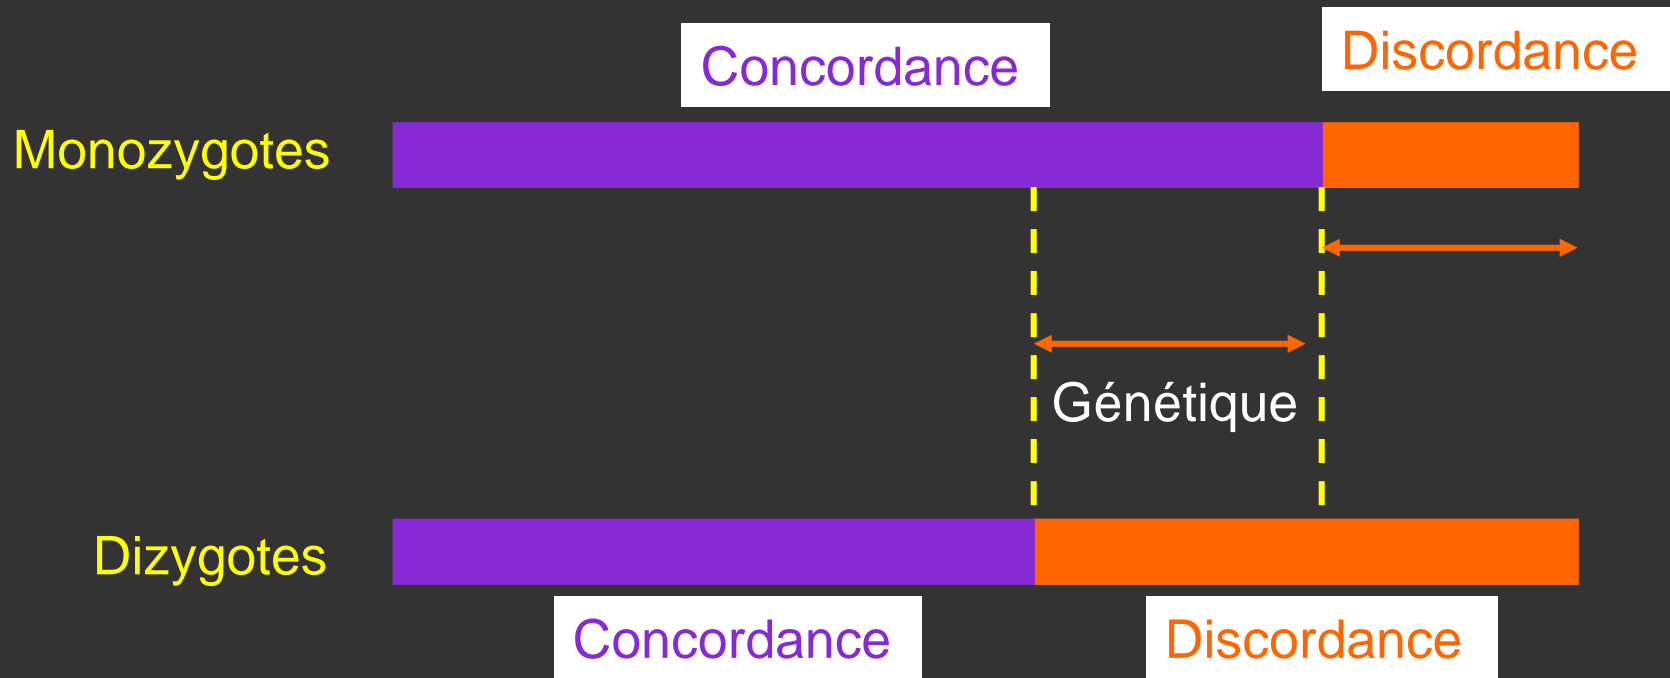 Concordance
Discordance
Monozygotes
Génétique
Dizygotes
Concordance
Discordance